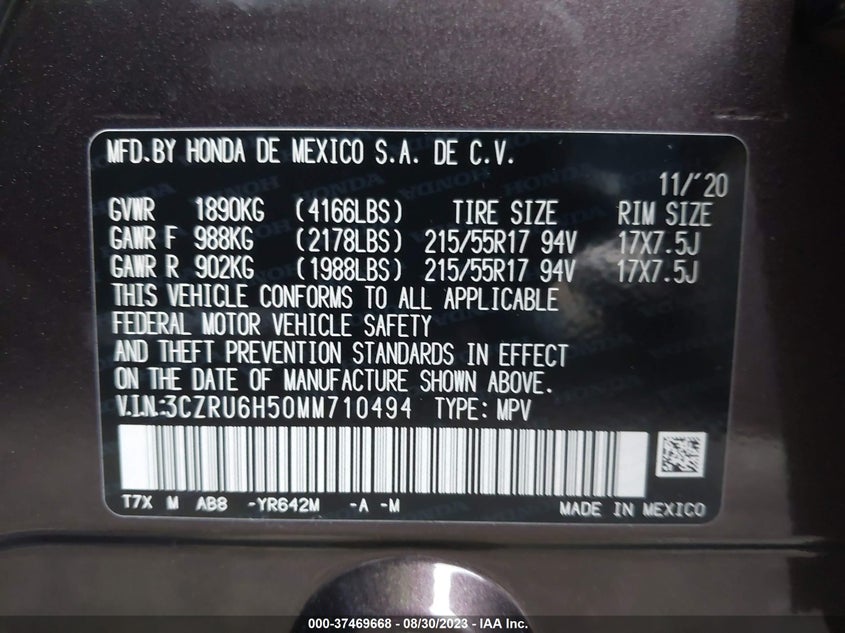 MFD.BY HONDA DE MEXICO S.A. DE C.V.
11/'20
GVWR 1890KG (4166LBS) TIRE SIZE RIM SIZE
GAWR F 988KG (2178LBS) 215/55R17 94V 17X7.5J
GAWR R 902KG (1988LBS) 215/55R17 94V 17X7.5J
THIS VEHICLE CONFORMS TO ALL APPLICABLE
FEDERAL MOTOR VEHICLE SAFETY
AND THEFT PREVENTION STANDARDS IN EFFECT
ON THE DATE OF MANUFACTURE SHOWN ABOVE.
V.I.N:3CZRU6H50MM710494 TYPE: MPV
T7X M AB8 -YR642M -A -M MADE IN MEXICO
000-37469668 - 08/30/2023 - IAA Inc.